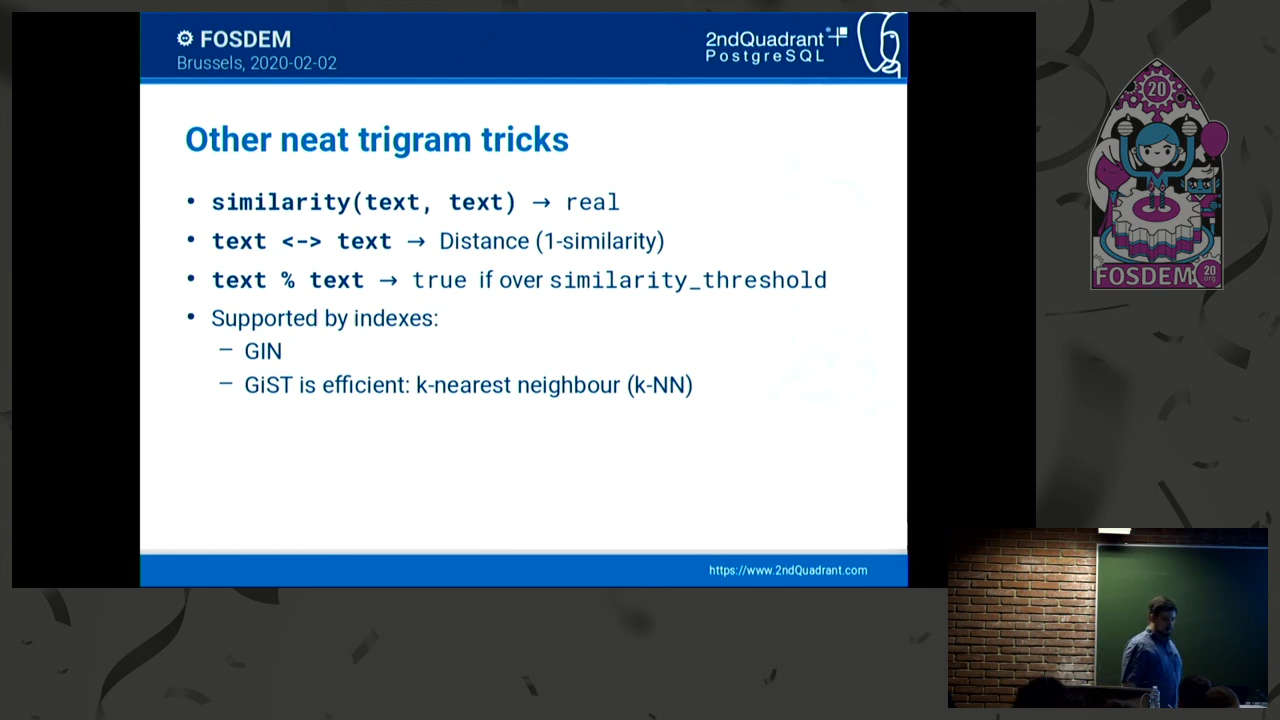 FOSDEM
Brussels, 2020-02-02
2ndQuadrant
PostgreSQL
Other neat trigram tricks
• similarity(text, text) → real
• text <-> text → Distance (1-similarity)
• text % text → true if over similarity_threshold
• Supported by indexes:
– GIN
– GiST is efficient: k-nearest neighbour (k-NN)
https://www.2ndQuadrant.com
20
FOSDEM
20
.org